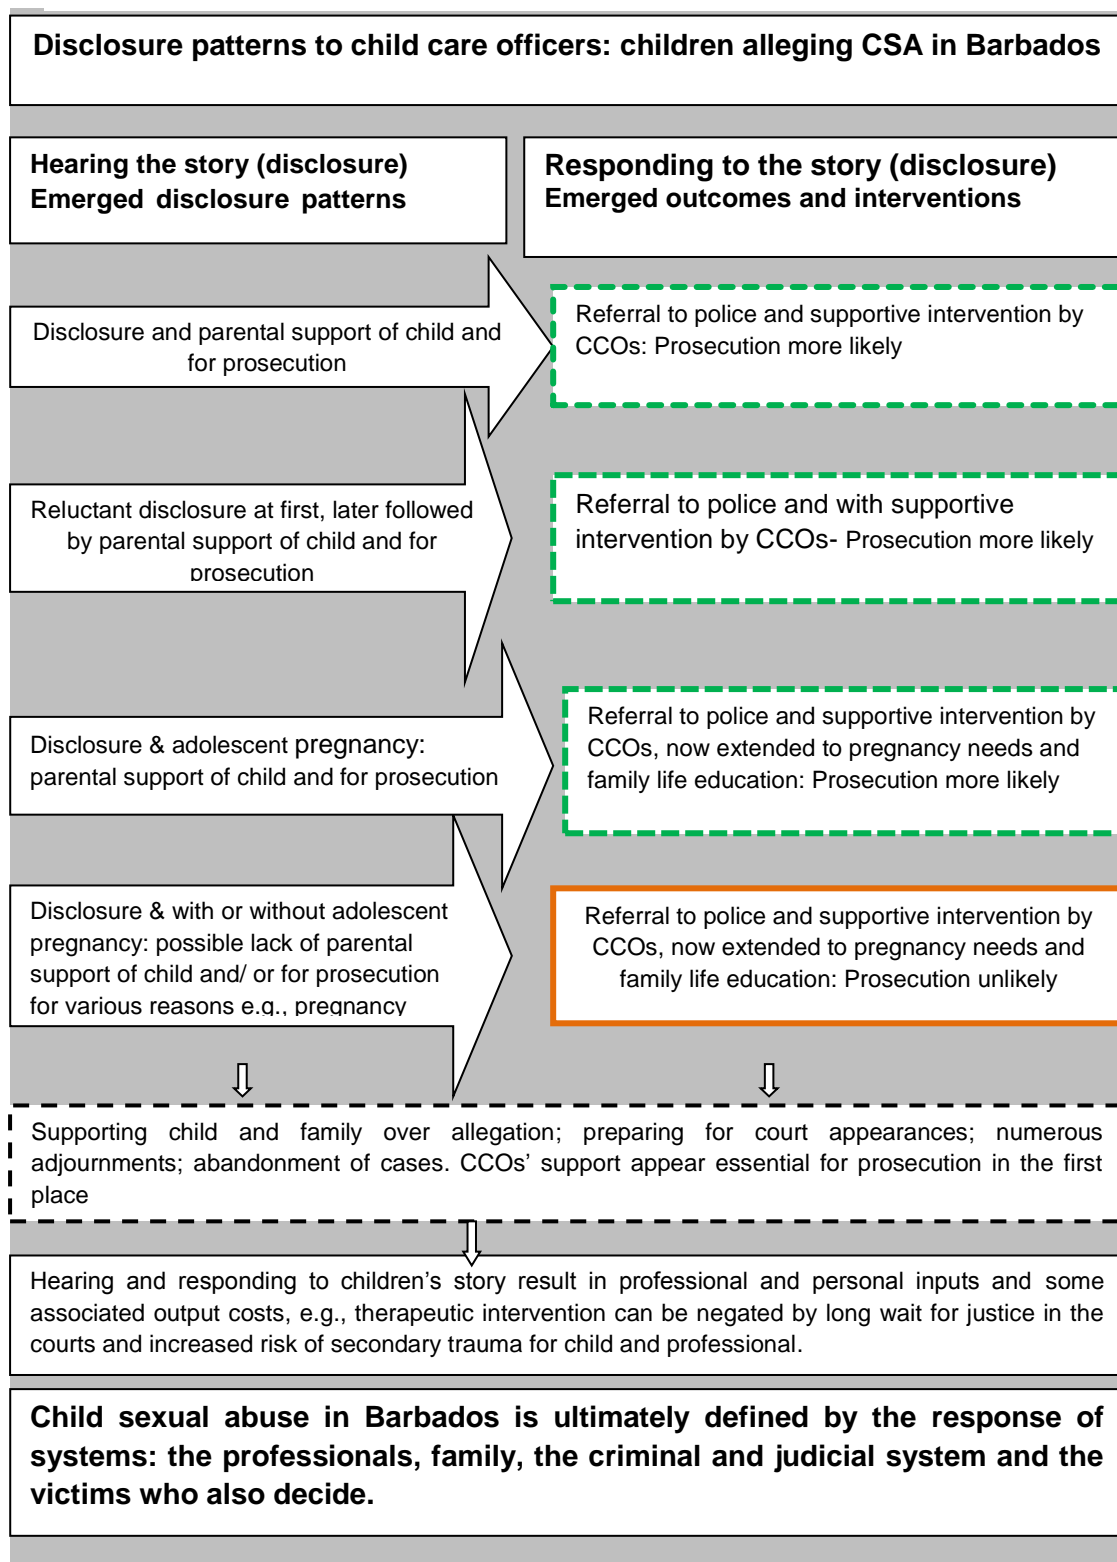 Disclosure patterns to child care officers: children alleging CSA in Barbados
Hearing the story (disclosure)
Emerged disclosure patterns
Responding to the story (disclosure)
Emerged outcomes and interventions
Disclosure and parental support of child and
for prosecution
Referral to police and supportive intervention by
CCOs: Prosecution more likely
Reluctant disclosure at first, later followed
by parental support of child and for
prosecution
Referral to police and with supportive
intervention by CCOs- Prosecution more likely
Disclosure & adolescent pregnancy:
parental support of child and for prosecution
Referral to police and supportive intervention by
CCOs, now extended to pregnancy needs and
family life education: Prosecution more likely
Disclosure & with or without adolescent
pregnancy: possible lack of parental
support of child and/ or for prosecution
for various reasons e.g., pregnancy
Referral to police and supportive intervention by
CCOs, now extended to pregnancy needs and
family life education: Prosecution unlikely
Supporting child and family over allegation; preparing for court appearances; numerous
adjournments; abandonment of cases. CCOs’ support appear essential for prosecution in the first
place
Hearing and responding to children’s story result in professional and personal inputs and some
associated output costs, e.g., therapeutic intervention can be negated by long wait for justice in the
courts and increased risk of secondary trauma for child and professional.
Child sexual abuse in Barbados is ultimately defined by the response of
systems: the professionals, family, the criminal and judicial system and the
victims who also decide.